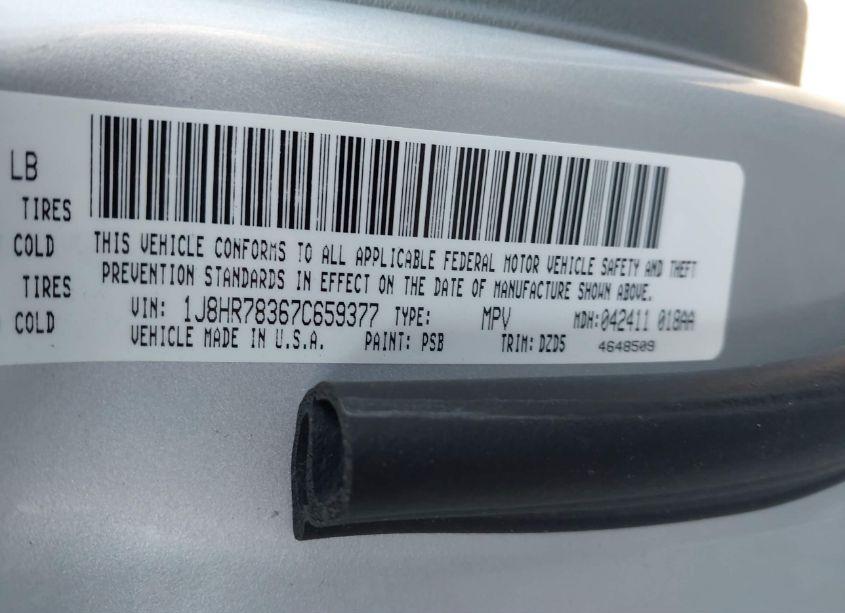 LB
TIRES
COLD
TIRES
COLD
THIS VEHICLE CONFORMS TO ALL APPLICABLE FEDERAL MOTOR VEHICLE SAFETY AND THEFT
PREVENTION STANDARDS IN EFFECT ON THE DATE OF MANUFACTURE SHOWN ABOVE.
VIN: 1J8HR78367C659377 TYPE: MPV MDH:042411 018AA
VEHICLE MADE IN U.S.A. PAINT: PSB TRIM: DZD5 4648509